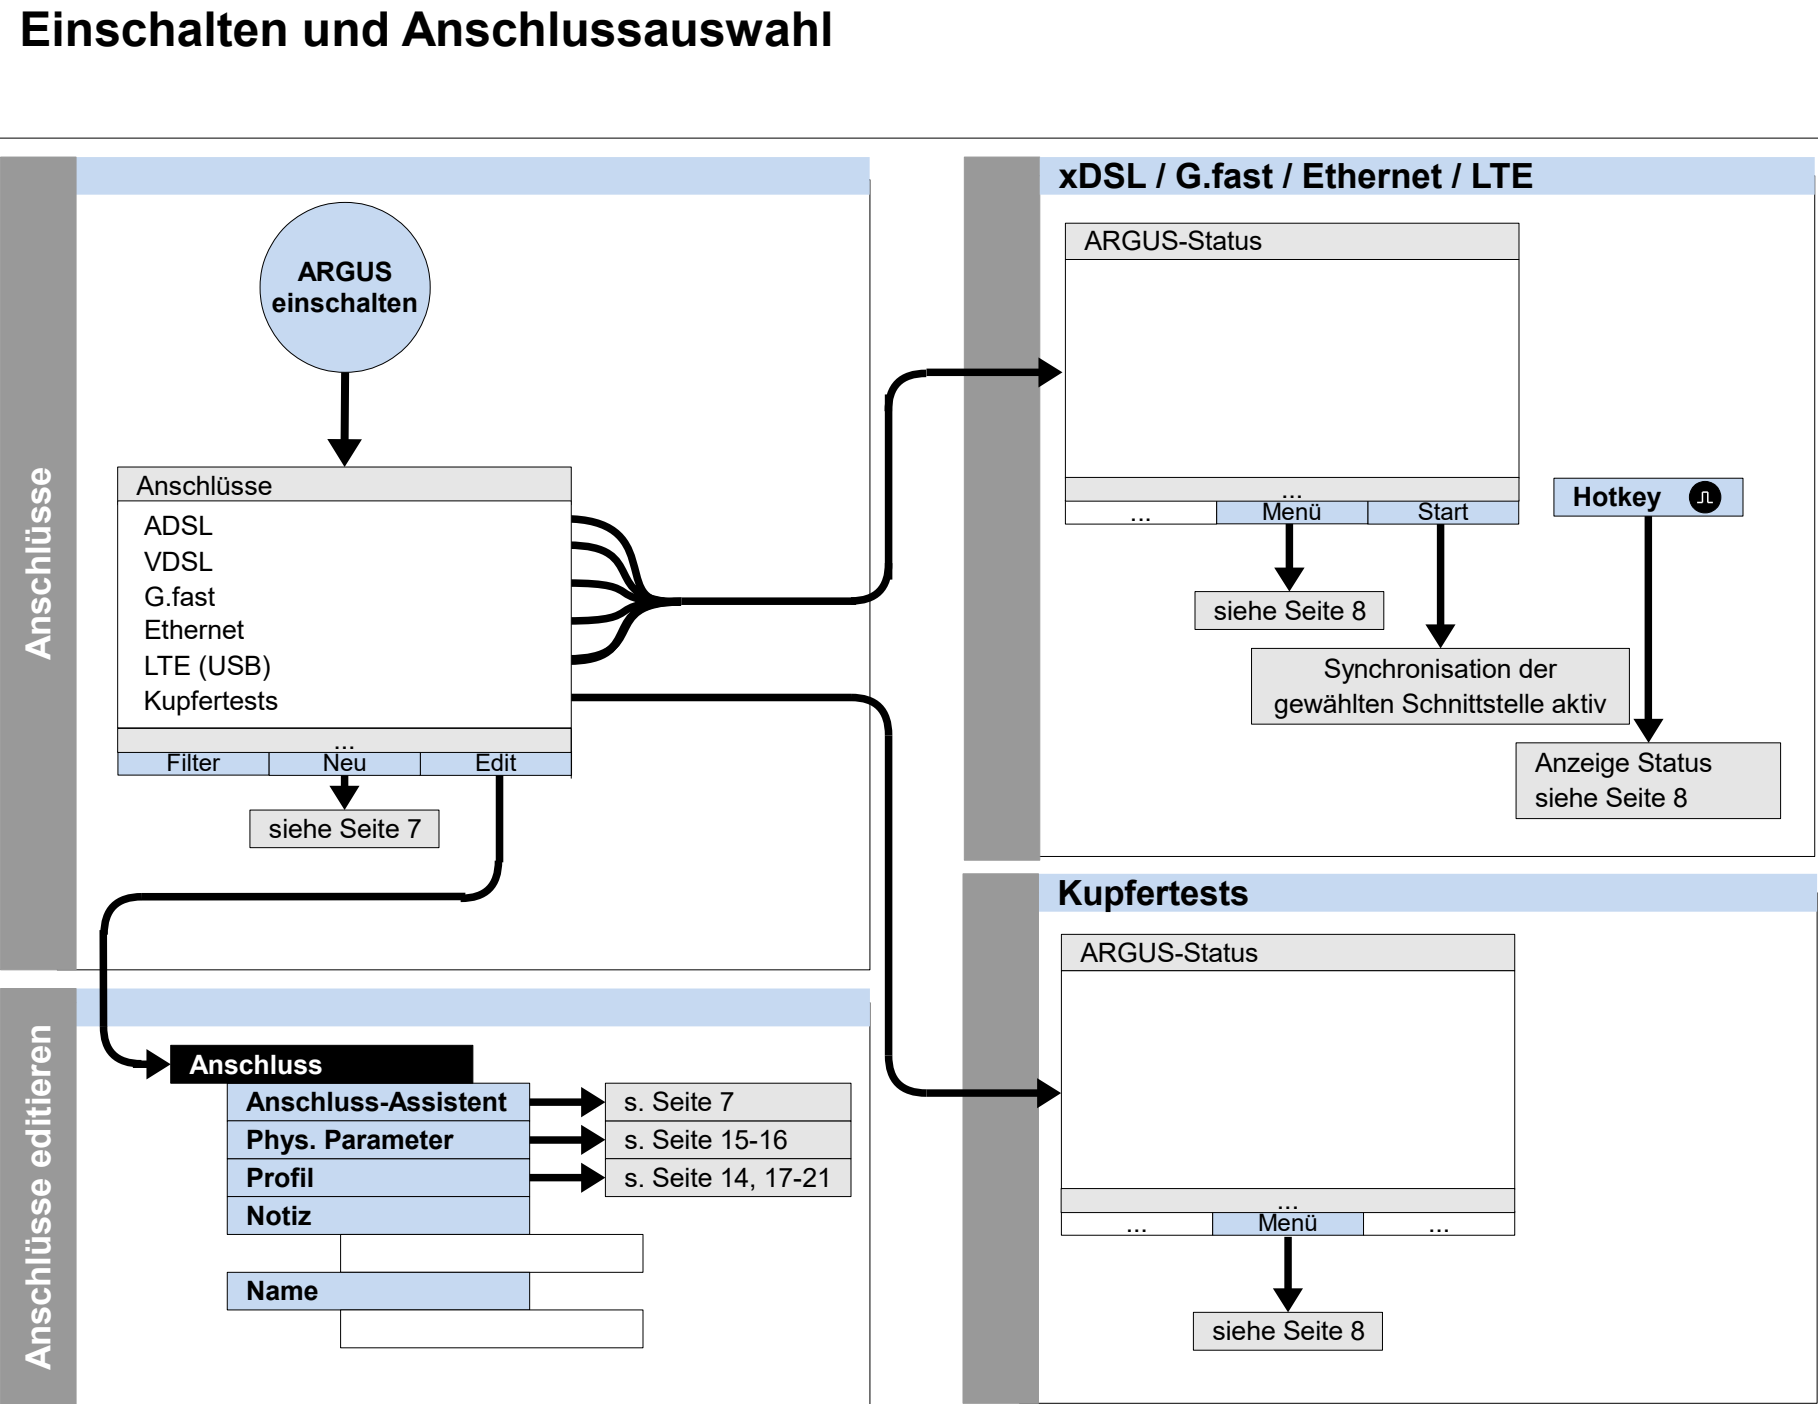 Einschalten und Anschlussauswahl
Anschlüsse
ARGUS
einschalten
Anschlüsse
ADSL
VDSL
G.fast
Ethernet
LTE (USB)
Kupfertests
...
Filter Neu Edit
siehe Seite 7
Anschlüsse editieren
Anschluss
Anschluss-Assistent s. Seite 7
Phys. Parameter s. Seite 15-16
Profil s. Seite 14, 17-21
Notiz
Name
xDSL / G.fast / Ethernet / LTE
ARGUS-Status
...
... Menü Start
Hotkey
siehe Seite 8
Synchronisation der
gewählten Schnittstelle aktiv
Anzeige Status
siehe Seite 8
Kupfertests
ARGUS-Status
...
... Menü ...
siehe Seite 8